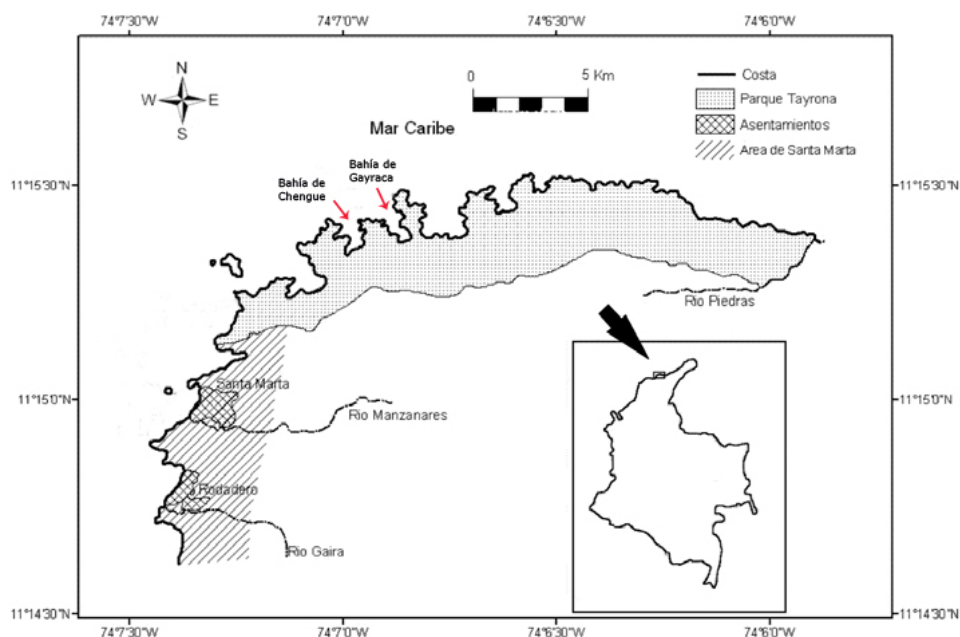 74°7'30"W 74°7'0"W 74°6'30"W 74°6'0"W
N
W E
S
0 5 Km
Costa
Parque Tayrona
Asentamientos
Area de Santa Marta
Mar Caribe
Bahía de
Chengue
Bahía de
Gayraca
11°15'30"N 11°15'30"N
Rio Piedras
Santa Marta
11°15'0"N 11°15'0"N
Rio Manzanares
Rodadero
Rio Gaira
11°14'30"N 11°14'30"N
74°7'30"W 74°7'0"W 74°6'30"W 74°6'0"W